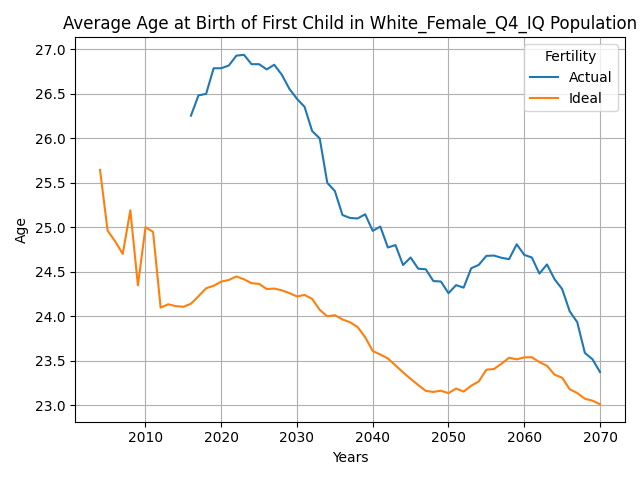 Average Age at Birth of First Child in White_Female_Q4_IQ Population
Fertility
Actual
Ideal
27.0
26.5
26.0
25.5
25.0
24.5
24.0
23.5
23.0
Age
2010 2020 2030 2040 2050 2060 2070
Years